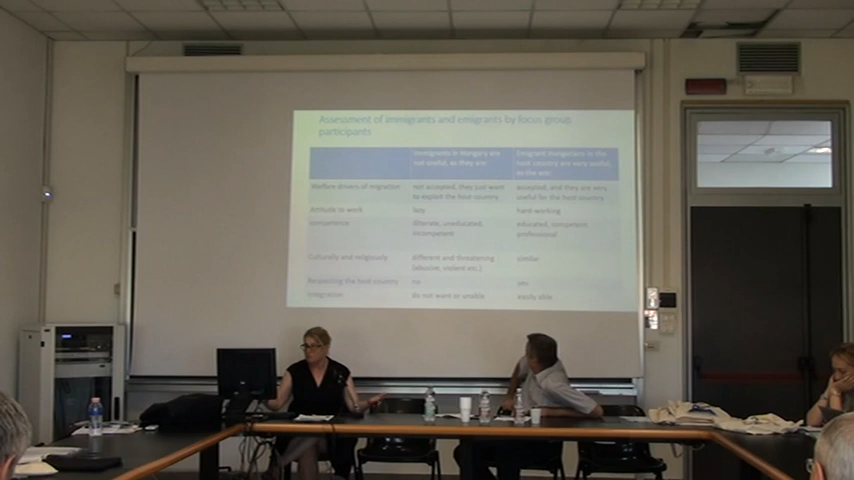 Assessment of immigrants and emigrants by focus group
participants
Immigrants in Hungary are
not useful, as they are:
Emigrant Hungarians in the
host country are very useful,
as the are:
Welfare drivers of migration
not accepted, they just want
to exploit the host country
accepted, and they are very
useful for the host country
Attitude to work
lazy
hard-working
competence
illiterate, uneducated,
incompetent
educated, competent,
professional
Culturally and religiously
different and threatening
(abusive, violent etc.)
similar
Respecting the host country
no
yes
Integration
do not want or unable
easily able